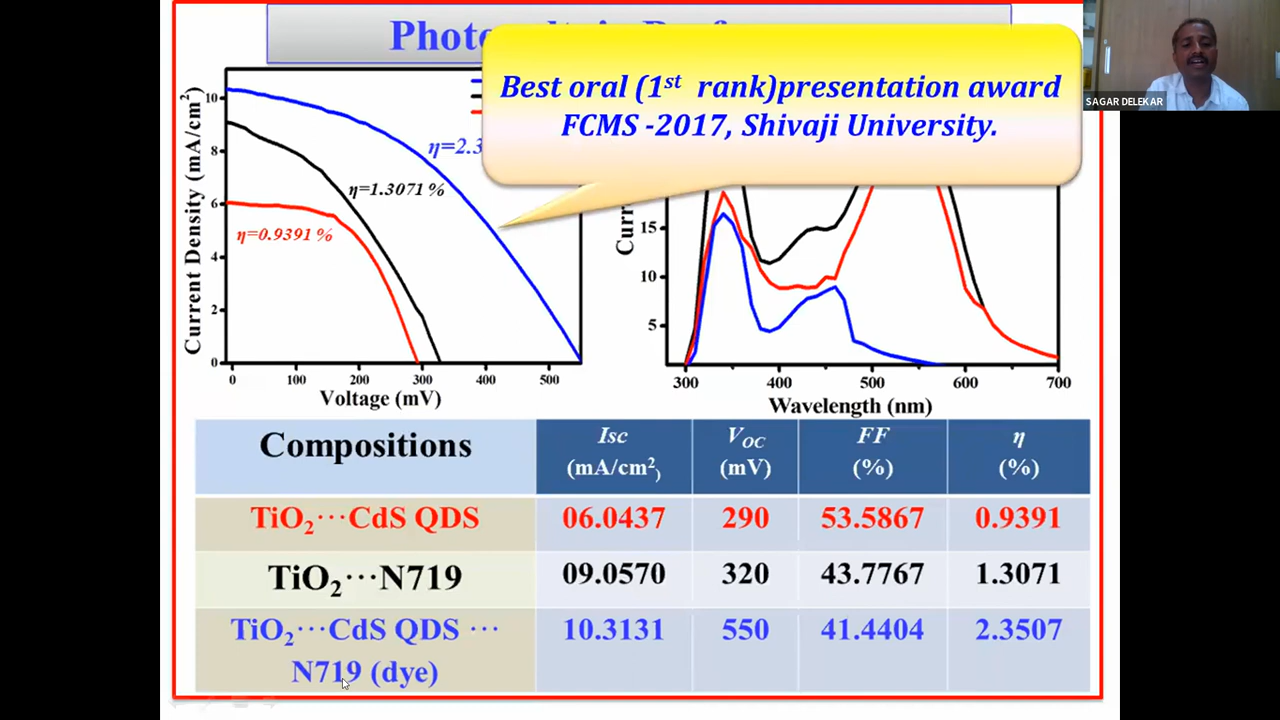 Best oral (1st rank)presentation award
FCMS -2017, Shivaji University.
SAGAR DELEKAR
Current Density (mA/cm2)
10
8
6
4
2
0
η=2.3
η=1.3071 %
η=0.9391 %
0 100 200 300 400 500
Voltage (mV)
15
10
5
300 400 500 600 700
Wavelength (nm)
Compositions Isc (mA/cm2) VOC (mV) FF (%) η (%)
TiO2···CdS QDS 06.0437 290 53.5867 0.9391
TiO2···N719 09.0570 320 43.7767 1.3071
TiO2···CdS QDS ··· 10.3131 550 41.4404 2.3507
N719 (dye)